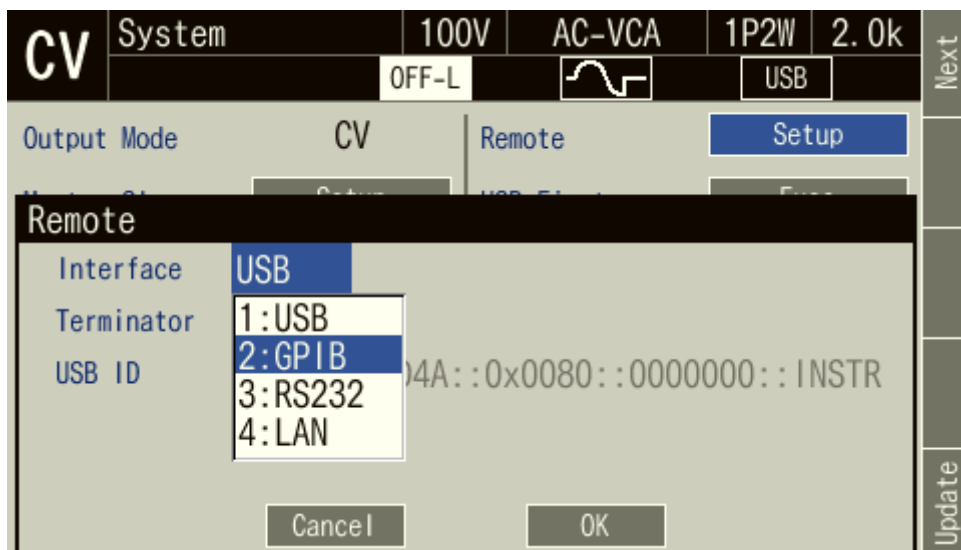 CV System 100V AC-VCA 1P2W 2.0k
OFF-L USB
Next
Output Mode CV Remote Setup
Remote
Interface USB
1:USB
Terminator
2:GPIB
USB ID 04A::0x0080::0000000::INSTR
3:RS232
4:LAN
Cancel OK
Update